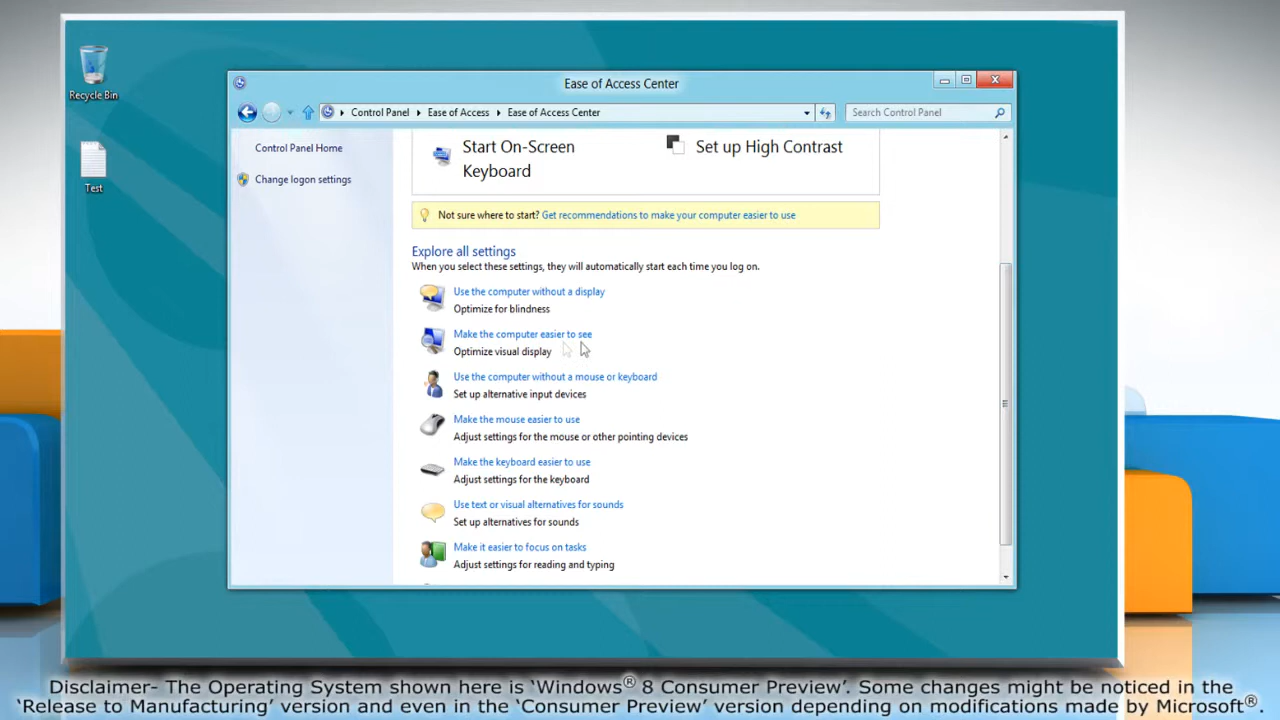 Recycle Bin
Test
Ease of Access Center
Control Panel Ease of Access Ease of Access Center
Search Control Panel
Control Panel Home
Change logon settings
Start On-Screen
Keyboard
Set up High Contrast
Not sure where to start? Get recommendations to make your computer easier to use
Explore all settings
When you select these settings, they will automatically start each time you log on.
Use the computer without a display
Optimize for blindness
Make the computer easier to see
Optimize visual display
Use the computer without a mouse or keyboard
Set up alternative input devices
Make the mouse easier to use
Adjust settings for the mouse or other pointing devices
Make the keyboard easier to use
Adjust settings for the keyboard
Use text or visual alternatives for sounds
Set up alternatives for sounds
Make it easier to focus on tasks
Adjust settings for reading and typing
Disclaimer- The Operating System shown here is ‘Windows® 8 Consumer Preview’. Some changes might be noticed in the
‘Release to Manufacturing’ version and even in the ‘Consumer Preview’ version depending on modifications made by Microsoft®.